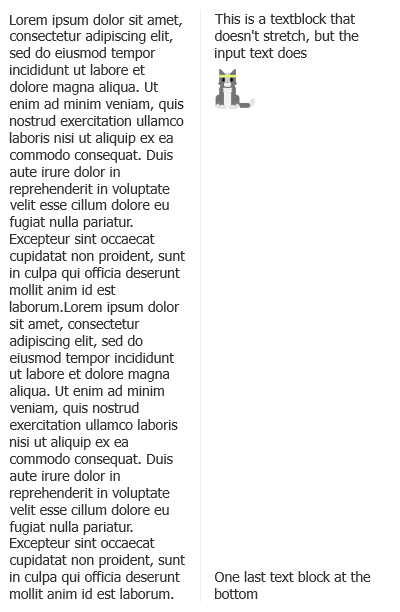 Lorem ipsum dolor sit amet,
consectetur adipiscing elit,
sed do eiusmod tempor
incididunt ut labore et
dolore magna aliqua. Ut
enim ad minim veniam, quis
nostrud exercitation ullamco
laboris nisi ut aliquip ex ea
commodo consequat. Duis
aute irure dolor in
reprehenderit in voluptate
velit esse cillum dolore eu
fugiat nulla pariatur.
Excepteur sint occaecat
cupidatat non proident, sunt
in culpa qui officia deserunt
mollit anim id est
laborum.Lorem ipsum dolor
sit amet, consectetur
adipiscing elit, sed do
eiusmod tempor incididunt
ut labore et dolore magna
aliqua. Ut enim ad minim
veniam, quis nostrud
exercitation ullamco laboris
nisi ut aliquip ex ea
commodo consequat. Duis
aute irure dolor in
reprehenderit in voluptate
velit esse cillum dolore eu
fugiat nulla pariatur.
Excepteur sint occaecat
cupidatat non proident, sunt
in culpa qui officia deserunt
mollit anim id est laborum.
This is a textblock that
doesn't stretch, but the
input text does
One last text block at the
bottom